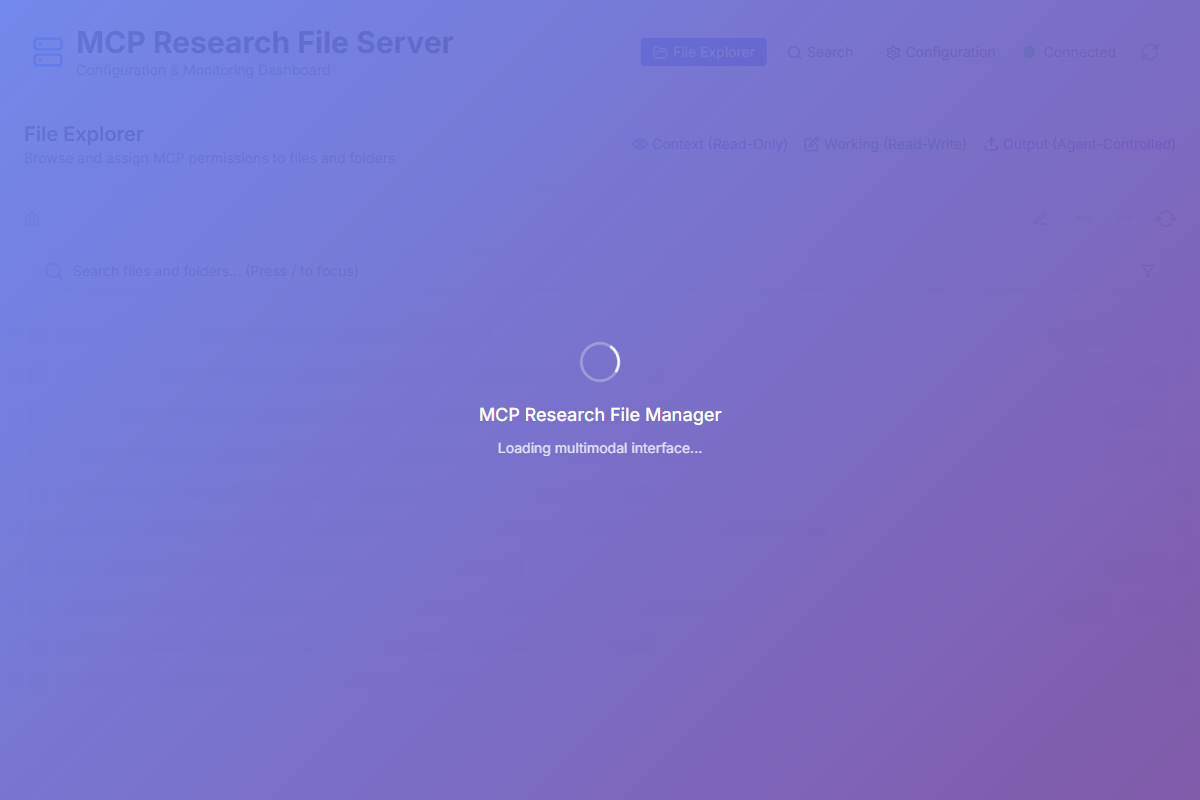 MCP Research File Server
Configuration & Monitoring Dashboard
File Explorer
Search
Configuration
Connected
File Explorer
Browse and assign MCP permissions to files and folders
Context (Read-Only)
Working (Read-Write)
Output (Agent-Controlled)
Search files and folders... (Press / to focus)
MCP Research File Manager
Loading multimodal interface...